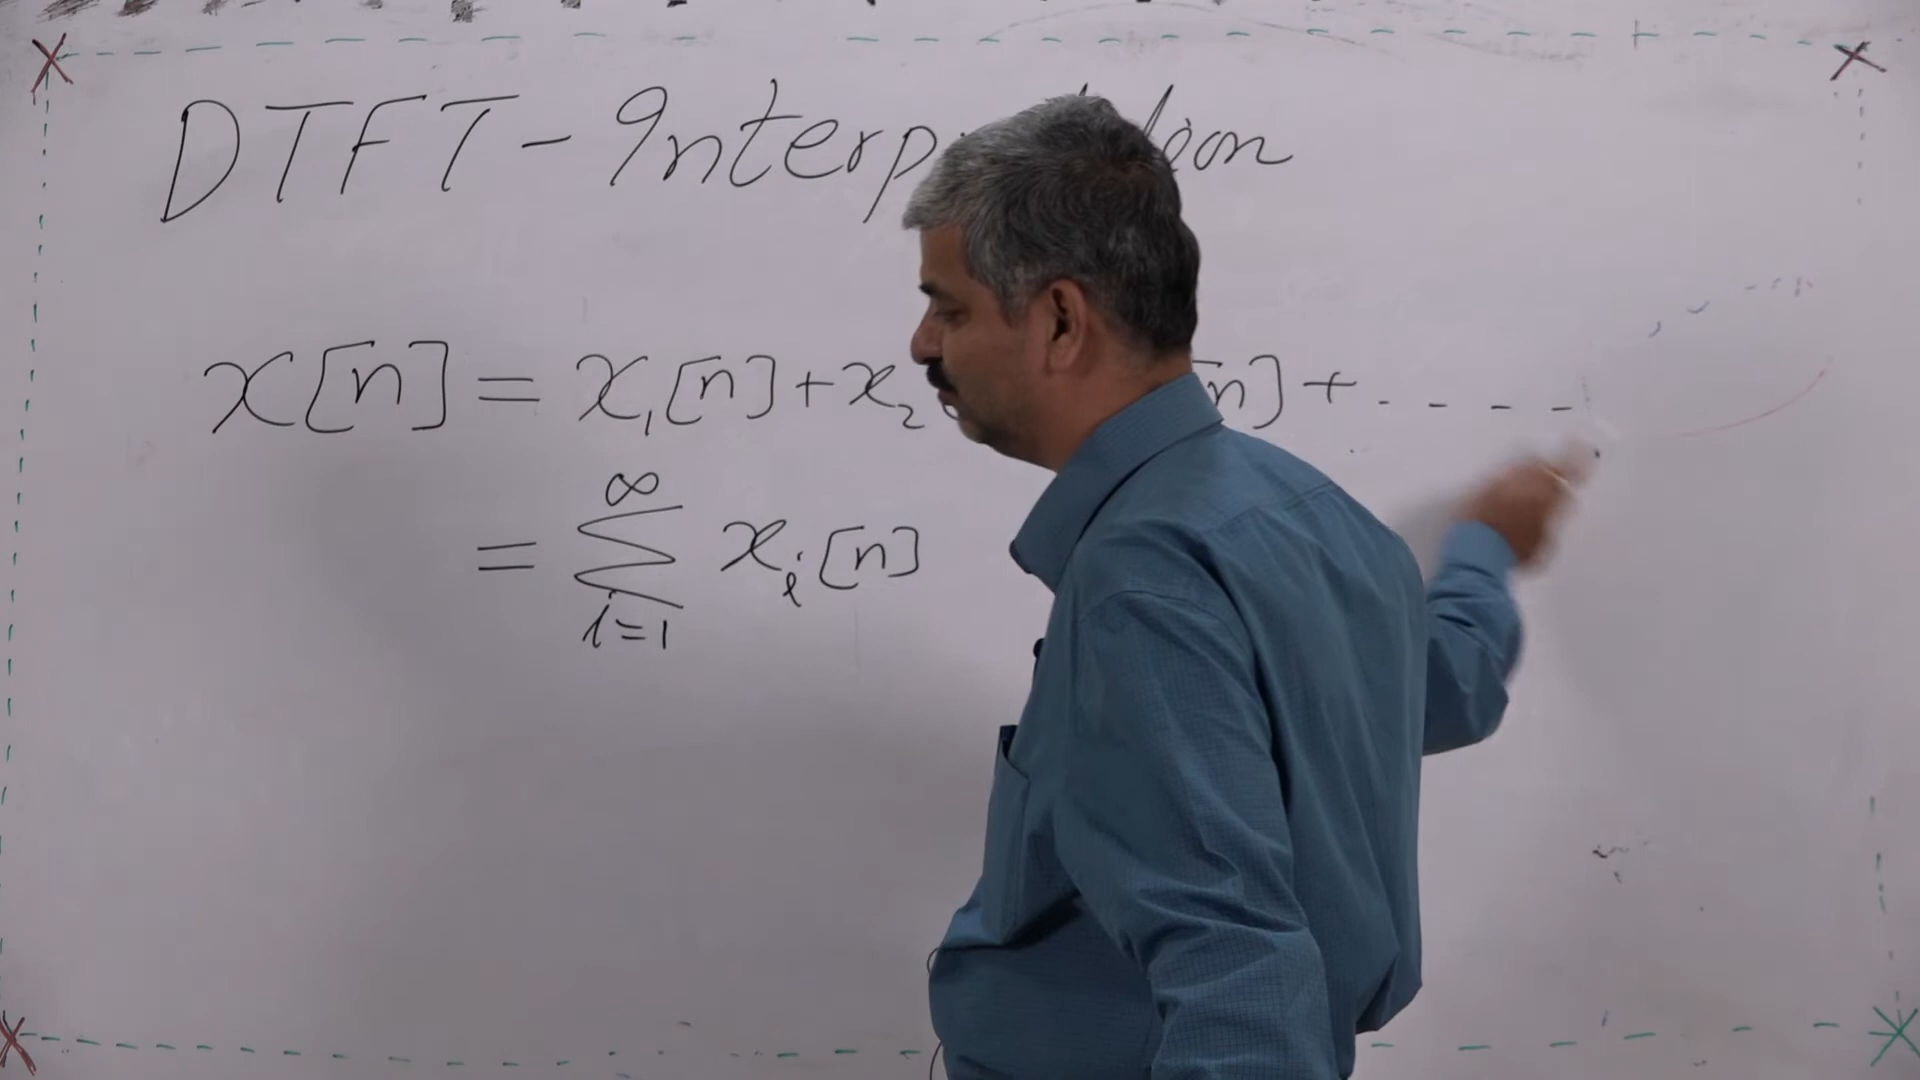 DTFT - Interp
x[n] = x₁[n] + x₂ [n] + - - - -
= ∞ ∑ i=1 xᵢ[n]